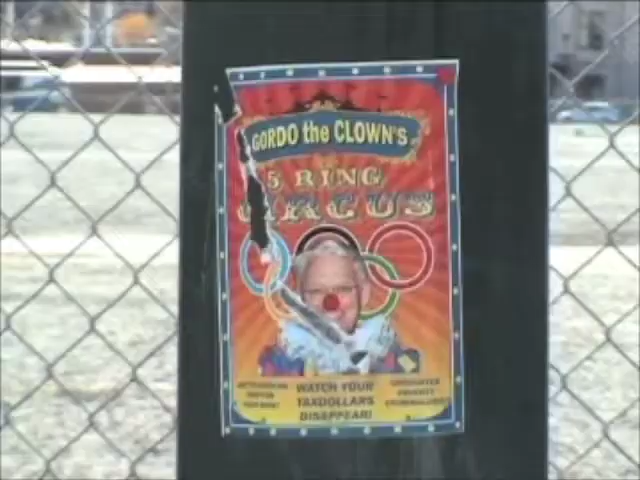 GORDO the CLOWN'S
5 RING
CIRCUS
WATCH YOUR
TAXDOLLARS
DISAPPEAR!